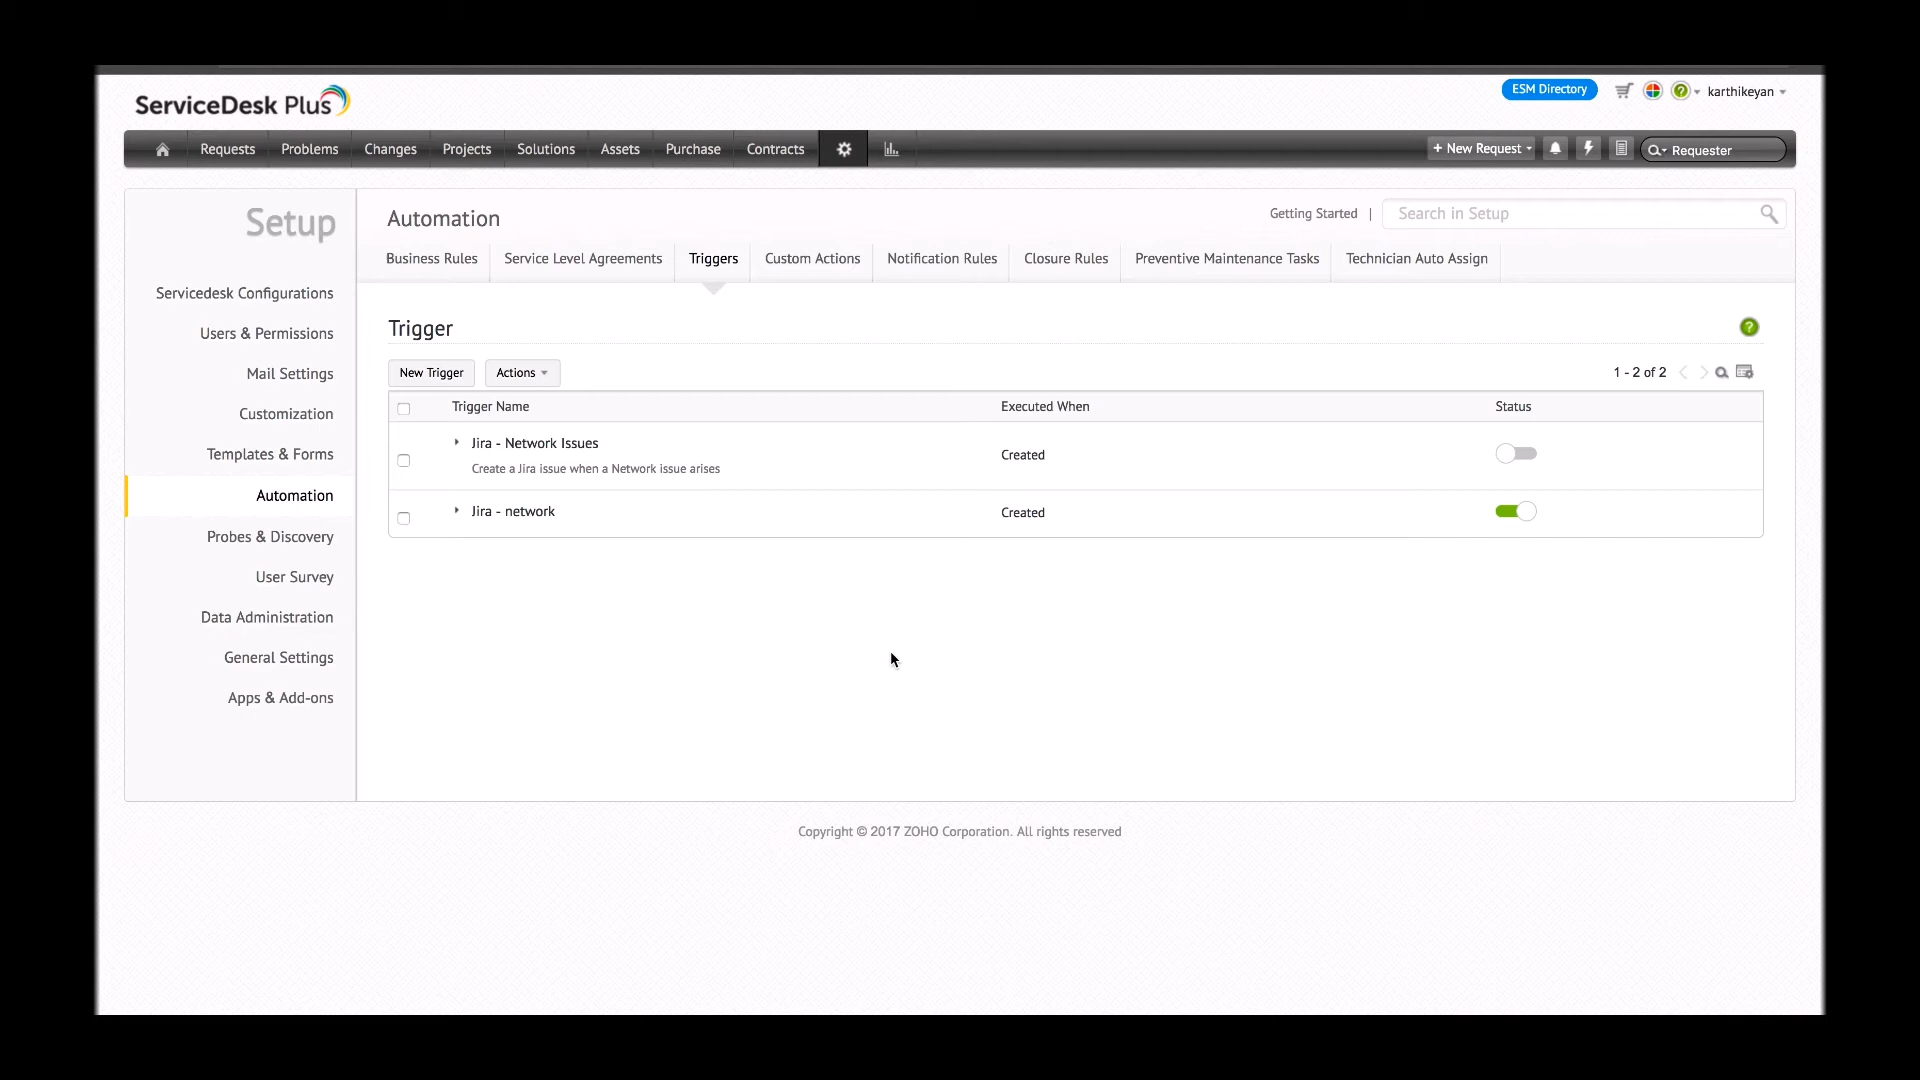 ServiceDesk Plus
ESM Directory
karthikeyan
Requests Problems Changes Projects Solutions Assets Purchase Contracts
+ New Request
Requester
Setup
Servicedesk Configurations
Users & Permissions
Mail Settings
Customization
Templates & Forms
Automation
Probes & Discovery
User Survey
Data Administration
General Settings
Apps & Add-ons
Automation
Getting Started |
Search in Setup
Business Rules Service Level Agreements Triggers Custom Actions Notification Rules Closure Rules Preventive Maintenance Tasks Technician Auto Assign
Trigger
?
New Trigger Actions
1 - 2 of 2
Trigger Name Executed When Status
Jira - Network Issues
Create a Jira issue when a Network issue arises
Created
Jira - network
Created
Copyright © 2017 ZOHO Corporation. All rights reserved